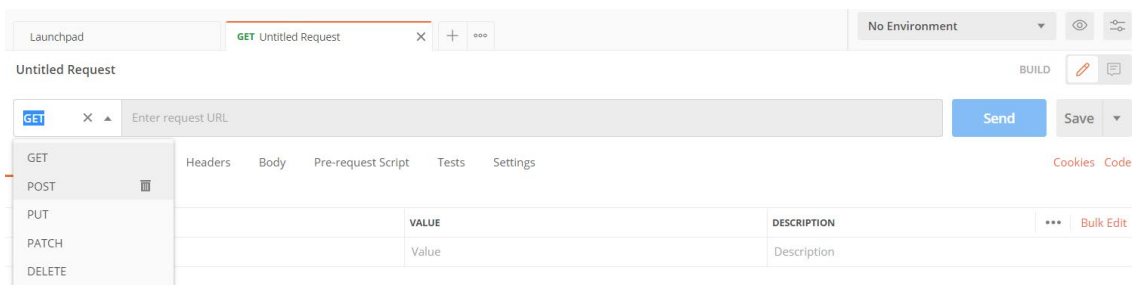 Launchpad
GET Untitled Request
No Environment
Untitled Request
BUILD
GET
Enter request URL
Send
Save
GET
POST
PUT
PATCH
DELETE
Headers Body Pre-request Script Tests Settings
Cookies Code
VALUE DESCRIPTION Bulk Edit
Value Description